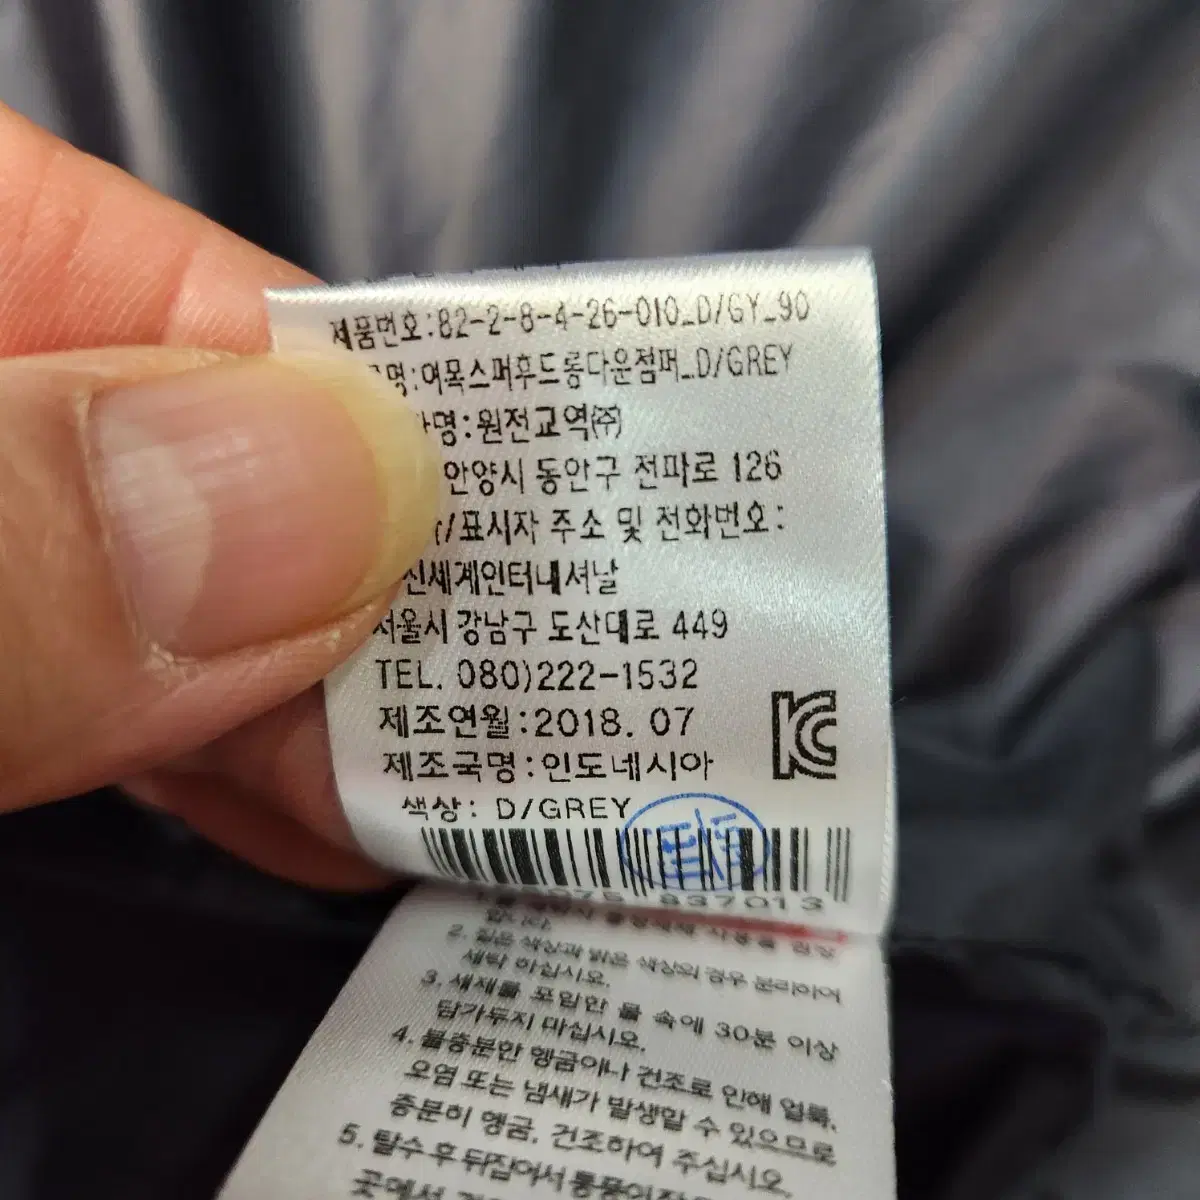 제품번호:82-2-8-4-26-010_D/GY_90
명:여목스퍼후드롱다운점퍼_D/GREY
명:원전교역㈜
안양시 동안구 전파로 126
/표시자 주소 및 전화번호:
신세계인터내셔날
서울시 강남구 도산대로 449
TEL. 080)222-1532
제조연월:2018. 07
제조국명:인도네시아
색상: D/GREY
837013
합니다.
2. 짙은 색상과 밝은 색상의 경우 분리하여
세탁 하십시오.
3. 세제를 포입한 물 속에 30분 이상
담가두지 마십시오.
4. 불충분한 헹굼이나 건조로 인해 얼룩,
오염 또는 냄새가 발생할 수 있으므로
충분히 헹굼, 건조하여 주십시오.
5. 탈수 후 뒤집어서
곳에서